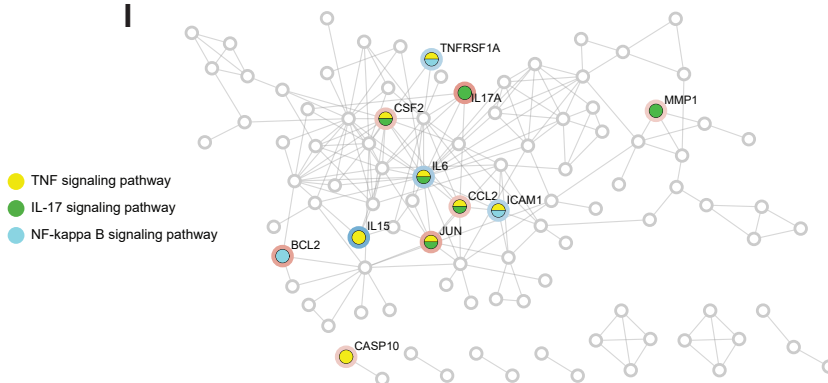 I
TNFRSF1A
IL17A
CSF2
MMP1
IL6
TNF signaling pathway
CCL2
ICAM1
IL-17 signaling pathway
IL15
JUN
NF-kappa B signaling pathway
BCL2
CASP10